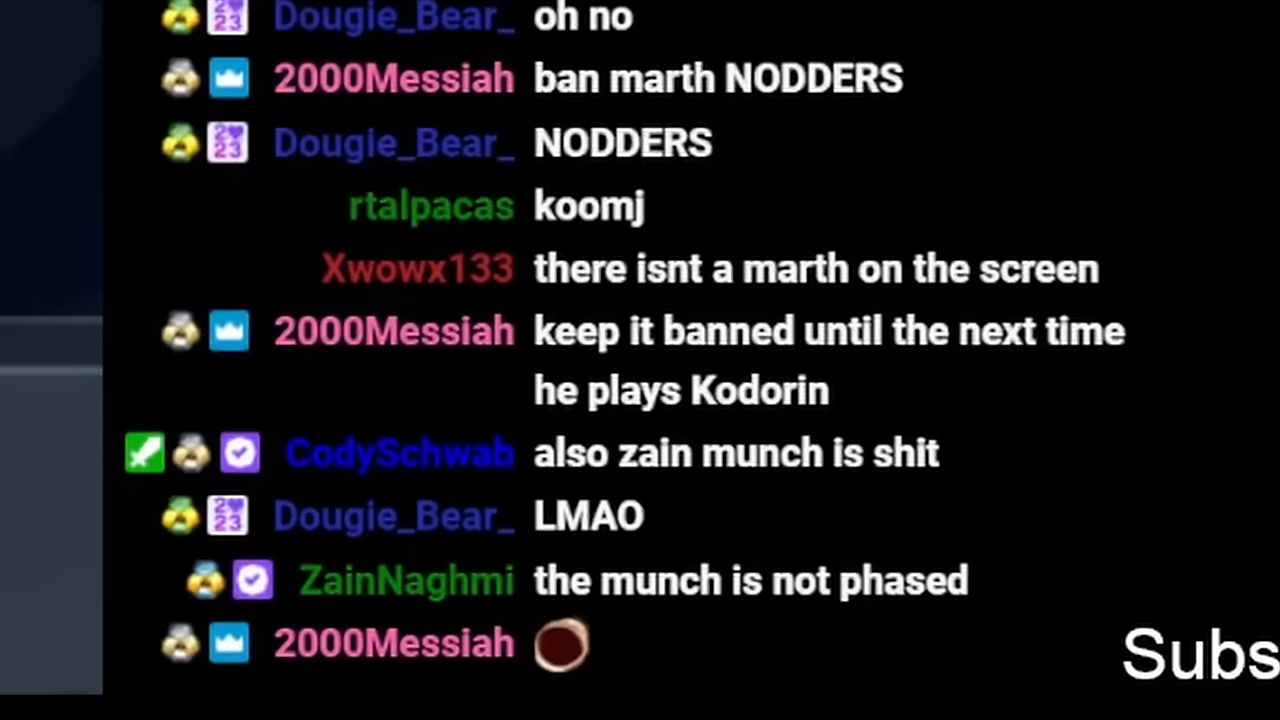 Dougie_Bear_ oh no
2000Messiah ban marth NODDERS
Dougie_Bear_ NODDERS
rtalpacas koomj
Xwowx133 there isnt a marth on the screen
2000Messiah keep it banned until the next time
he plays Kodorin
CodySchwab also zain munch is shit
Dougie_Bear_ LMAO
ZainNaghmi the munch is not phased
2000Messiah
Subs